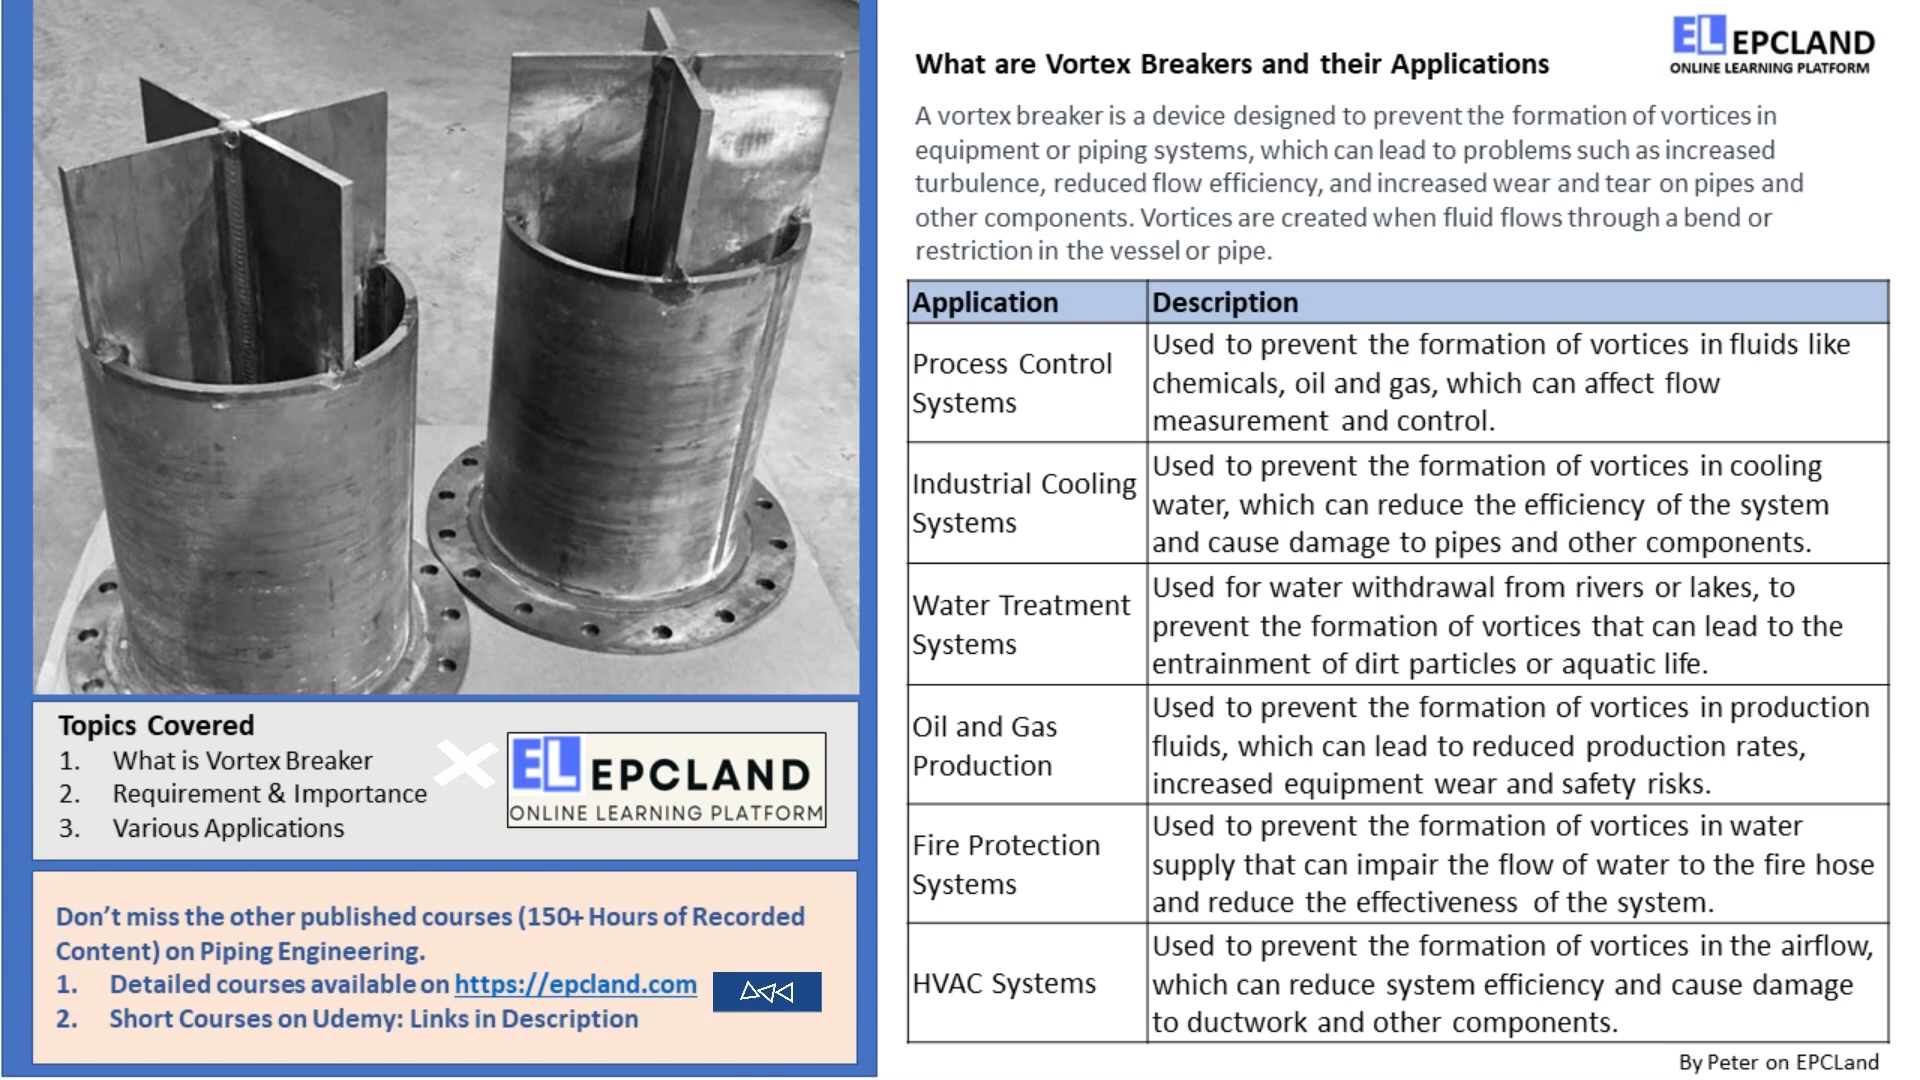 EL EPCLAND
ONLINE LEARNING PLATFORM
What are Vortex Breakers and their Applications
A vortex breaker is a device designed to prevent the formation of vortices in
equipment or piping systems, which can lead to problems such as increased
turbulence, reduced flow efficiency, and increased wear and tear on pipes and
other components. Vortices are created when fluid flows through a bend or
restriction in the vessel or pipe.
Application Description
Process Control
Systems
Used to prevent the formation of vortices in fluids like
chemicals, oil and gas, which can affect flow
measurement and control.
Industrial Cooling
Systems
Used to prevent the formation of vortices in cooling
water, which can reduce the efficiency of the system
and cause damage to pipes and other components.
Water Treatment
Systems
Used for water withdrawal from rivers or lakes, to
prevent the formation of vortices that can lead to the
entrainment of dirt particles or aquatic life.
Oil and Gas
Production
Used to prevent the formation of vortices in production
fluids, which can lead to reduced production rates,
increased equipment wear and safety risks.
Fire Protection
Systems
Used to prevent the formation of vortices in water
supply that can impair the flow of water to the fire hose
and reduce the effectiveness of the system.
HVAC Systems
Used to prevent the formation of vortices in the airflow,
which can reduce system efficiency and cause damage
to ductwork and other components.
By Peter on EPCLand
Topics Covered
1. What is Vortex Breaker
2. Requirement & Importance
3. Various Applications
EL EPCLAND
ONLINE LEARNING PLATFORM
Don't miss the other published courses (150+ Hours of Recorded
Content) on Piping Engineering.
1. Detailed courses available on https://epcland.com
2. Short Courses on Udemy: Links in Description